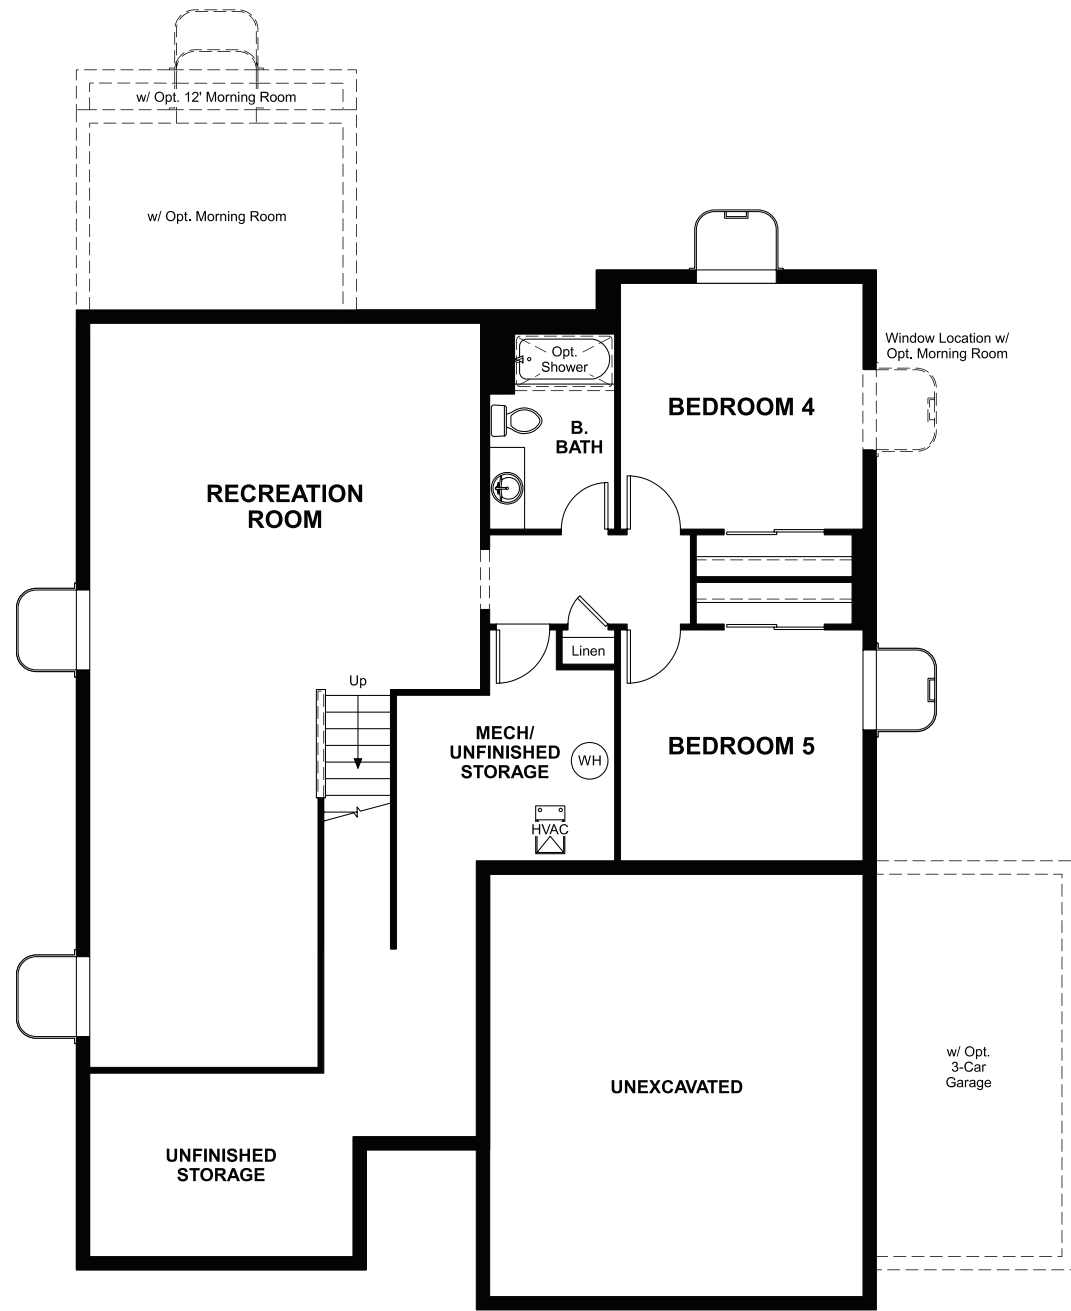 w/ Opt. 12' Morning Room
w/ Opt. Morning Room
Window Location w/
Opt. Morning Room
Opt.
Shower
BEDROOM 4
B.
BATH
RECREATION
ROOM
Linen
Up
MECH/
UNFINISHED
STORAGE
WH
BEDROOM 5
HVAC
w/ Opt.
3-Car
Garage
UNEXCAVATED
UNFINISHED
STORAGE